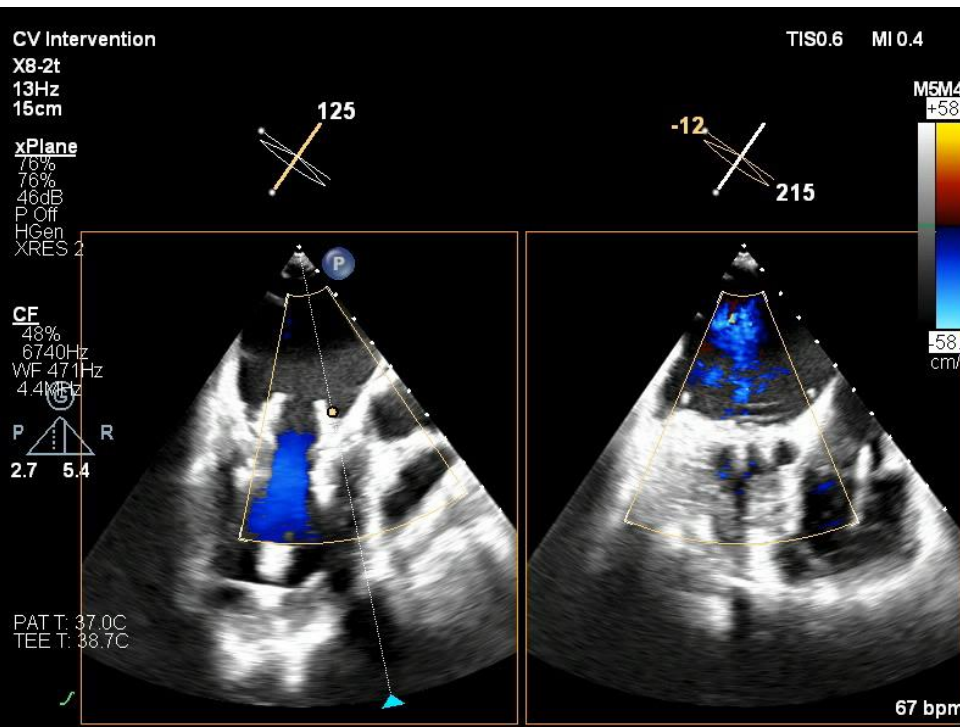 CV Intervention
TIS0.6 MI 0.4
X8-2t
13Hz
15cm
xPlane
76%
76%
46dB
P Off
HGen
XRES 2
125
-12
215
M5M4
+58
-58.
cm/
P
CF
48%
6740Hz
WF 471Hz
4.4MHz
G
P R
2.7 5.4
PAT T: 37.0C
TEE T: 38.7C
67 bpm